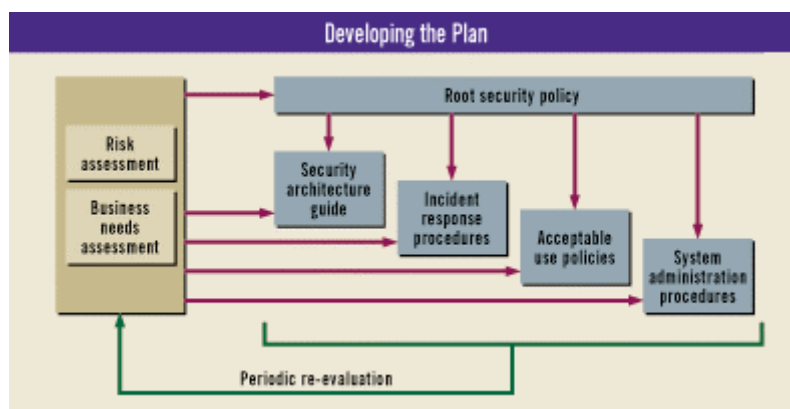 Developing the Plan
Root security policy
Risk
assessment
Business
needs
assessment
Security
architecture
guide
Incident
response
procedures
Acceptable
use policies
System
administration
procedures
Periodic re-evaluation